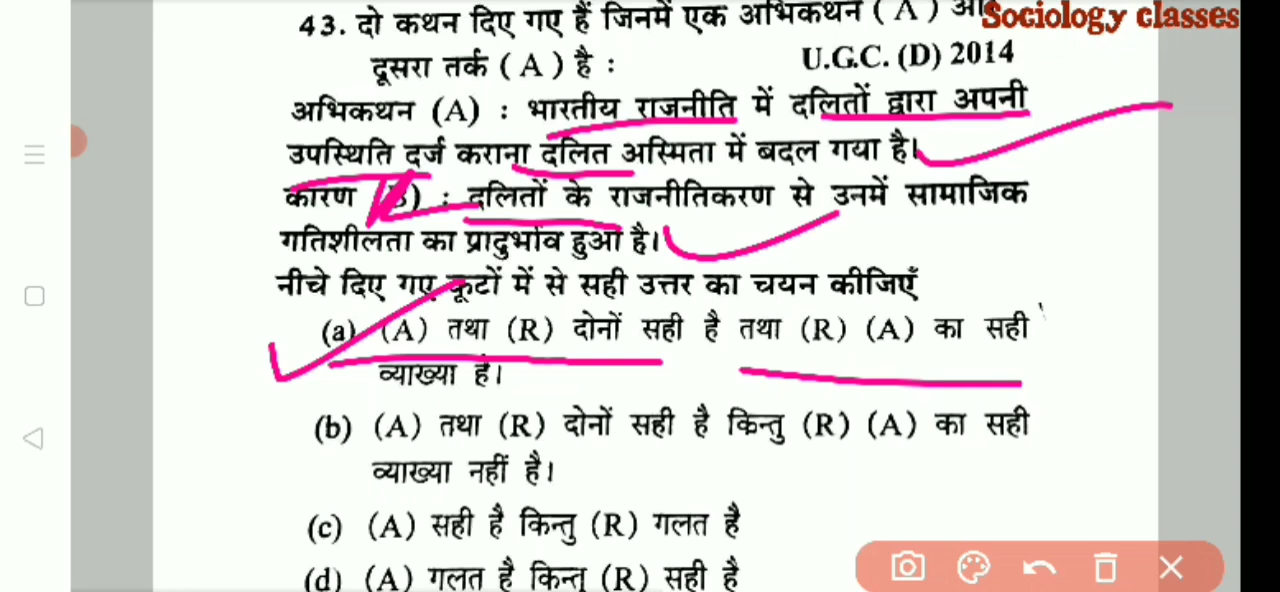 43. दो कथन दिए गए हैं जिनमें एक अभिकथन (A)
Sociology classes
दूसरा तर्क (A) है : U.G.C. (D) 2014
अभिकथन (A) : भारतीय राजनीति में दलितों द्वारा अपनी
उपस्थिति दर्ज कराना दलित अस्मिता में बदल गया है।
कारण : दलितों के राजनीतिकरण से उनमें सामाजिक
गतिशीलता का प्रादुर्भाव हुआ है।
नीचे दिए गए कूटों में से सही उत्तर का चयन कीजिएँ
(a) (A) तथा (R) दोनों सही है तथा (R) (A) का सही
व्याख्या है।
(b) (A) तथा (R) दोनों सही है किन्तु (R) (A) का सही
व्याख्या नहीं है।
(c) (A) सही है किन्तु (R) गलत है
(d) (A) गलत है किन्तु (R) सही है